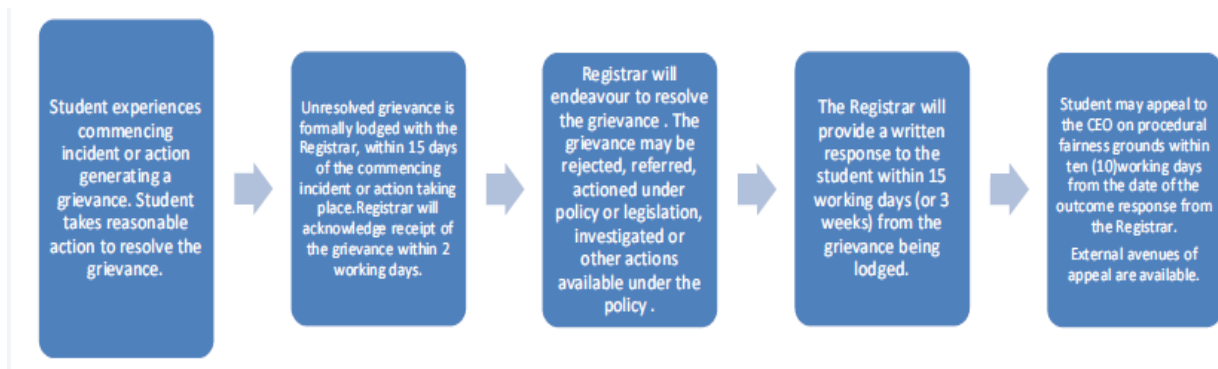 Student experiences
commencing
incident or action
generating a
grievance. Student
takes reasonable
action to resolve the
grievance.
Unresolved grievance is
formally lodged with the
Registrar, within 15 days
of the commencing
incident or action taking
place.Registrar will
acknowledge receipt of
the grievance within 2
working days.
Registrar will
endeavour to resolve
the grievance . The
grievance may be
rejected, referred,
actioned under
policy or legislation,
investigated or
other actions
available under the
policy .
The Registrar will
provide a written
response to the
student within 15
working days (or 3
weeks) from the
grievance being
lodged.
Student may appeal to
the CEO on procedural
fairness grounds within
ten (10)working days
from the date of the
outcome response from
the Registrar.
External avenues of
appeal are available.